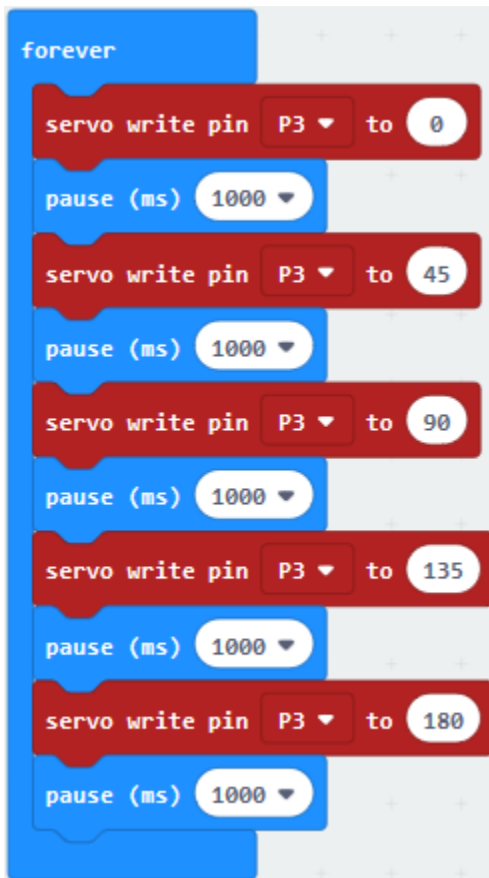 forever
servo write pin P3 to 0
pause (ms) 1000
servo write pin P3 to 45
pause (ms) 1000
servo write pin P3 to 90
pause (ms) 1000
servo write pin P3 to 135
pause (ms) 1000
servo write pin P3 to 180
pause (ms) 1000